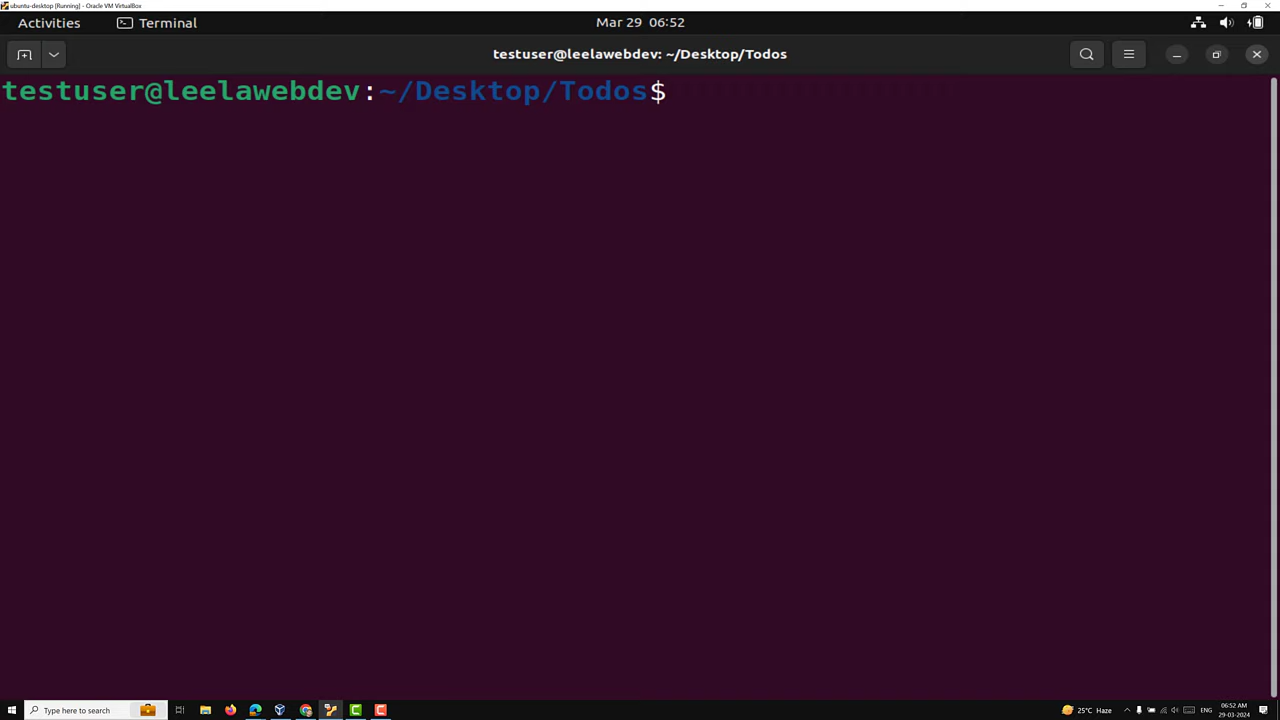 ubuntu-desktop [Running] - Oracle VM VirtualBox
Activities
Terminal
Mar 29 06:52
testuser@leelawebdev: ~/Desktop/Todos
testuser@leelawebdev:~/Desktop/Todos$
Type here to search
25°C Haze
ENG
06:52 AM
29-03-2024